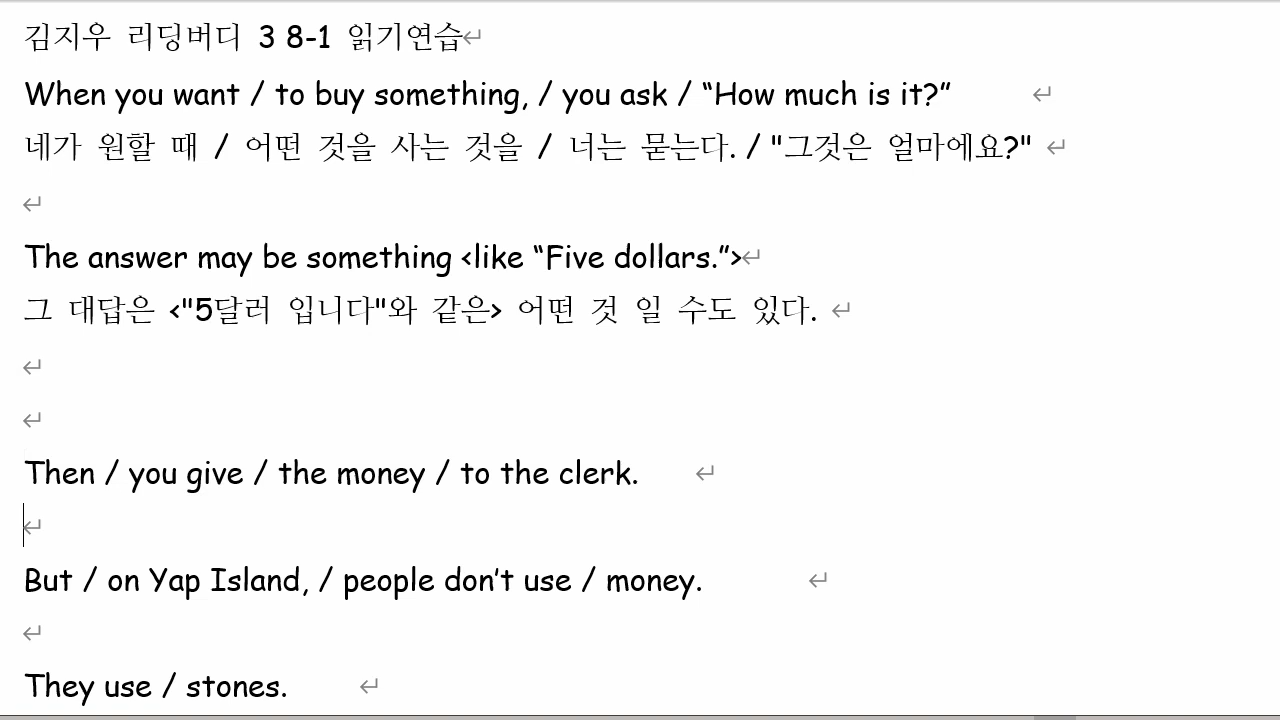 김지우 리딩버디 3 8-1 읽기연습
When you want / to buy something, / you ask / “How much is it?”
네가 원할 때 / 어떤 것을 사는 것을 / 너는 묻는다. / "그것은 얼마에요?"
The answer may be something <like “Five dollars.”>
그 대답은 <"5달러 입니다"와 같은> 어떤 것 일 수도 있다.
Then / you give / the money / to the clerk.
But / on Yap Island, / people don’t use / money.
They use / stones.